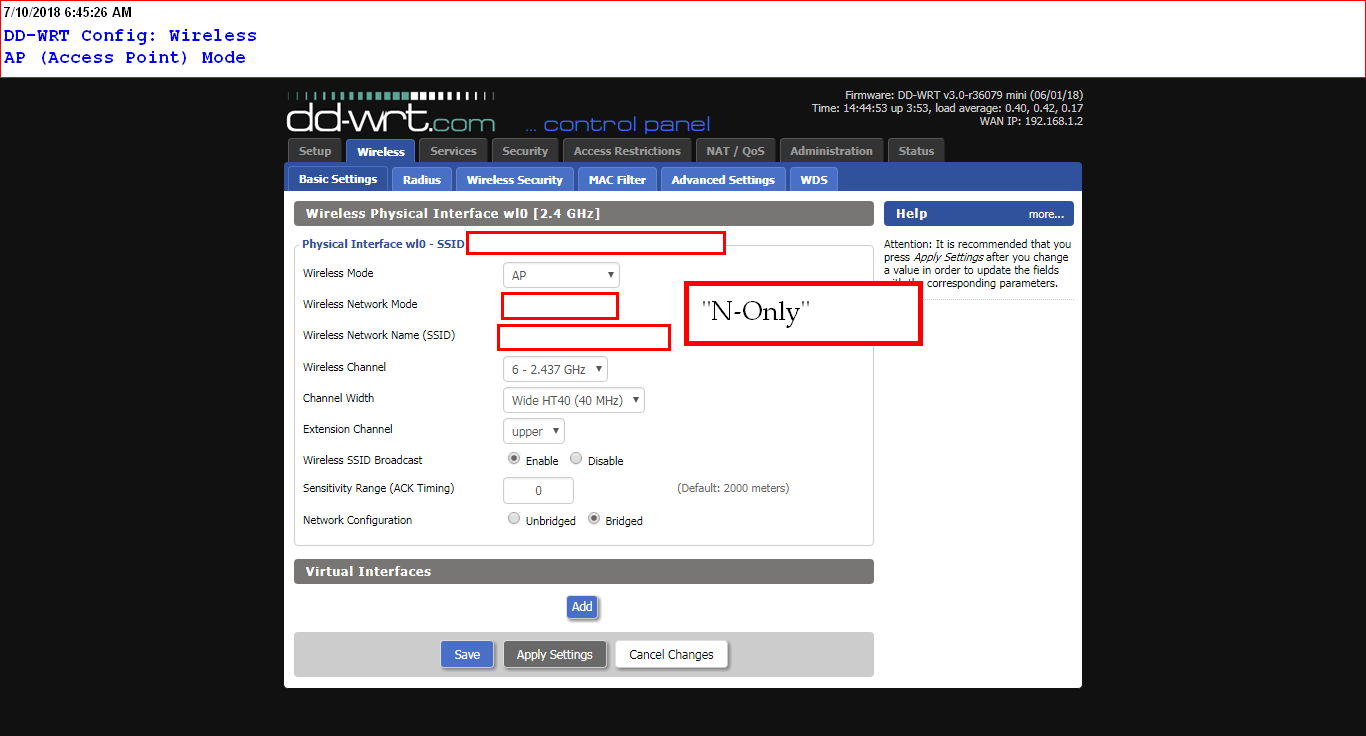 7/10/2018 6:45:26 AM
DD-WRT Config: Wireless
AP (Access Point) Mode
dd-wrt.com
... control panel
Firmware: DD-WRT v3.0-r36079 mini (06/01/18)
Time: 14:44:53 up 3:53, load average: 0.40, 0.42, 0.17
WAN IP: 192.168.1.2
Setup Wireless Services Security Access Restrictions NAT / QoS Administration Status
Basic Settings Radius Wireless Security MAC Filter Advanced Settings WDS
Wireless Physical Interface wl0 [2.4 GHz]
Physical Interface wl0 - SSID
Wireless Mode AP
Wireless Network Mode
"N-Only"
Wireless Network Name (SSID)
Wireless Channel 6 - 2.437 GHz
Channel Width Wide HT40 (40 MHz)
Extension Channel upper
Wireless SSID Broadcast Enable Disable
Sensitivity Range (ACK Timing) 0 (Default: 2000 meters)
Network Configuration Unbridged Bridged
Virtual Interfaces
Add
Save Apply Settings Cancel Changes
Help more...
Attention: It is recommended that you
press Apply Settings after you change
a value in order to update the fields
corresponding parameters.